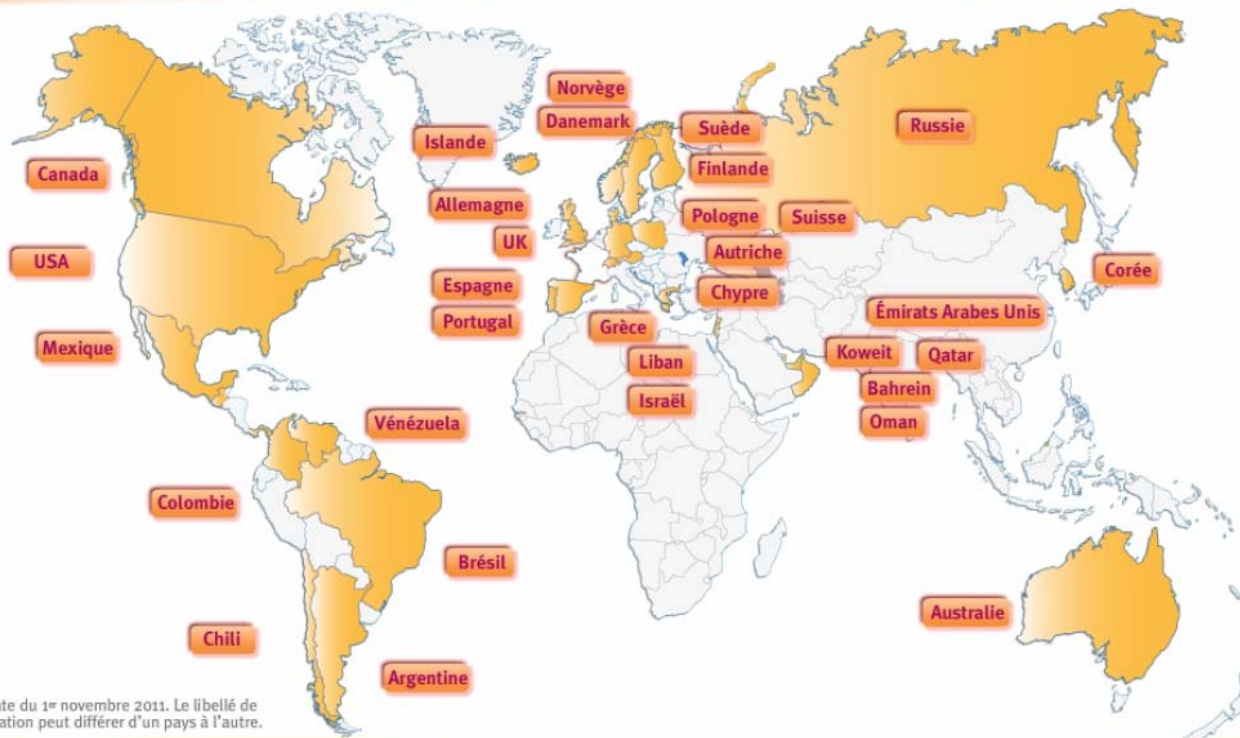 Norvège
Danemark
Suède
Russie
Islande
Finlande
Canada
Allemagne
Pologne
Suisse
UK
Autriche
USA
Corée
Espagne
Chypre
Portugal
Émirats Arabes Unis
Grèce
Mexique
Koweit
Qatar
Liban
Bahrein
Israël
Oman
Vénézuela
Colombie
Brésil
Australie
Chili
Argentine
du 1er novembre 2011. Le libellé de
peut différer d'un pays à l'autre.